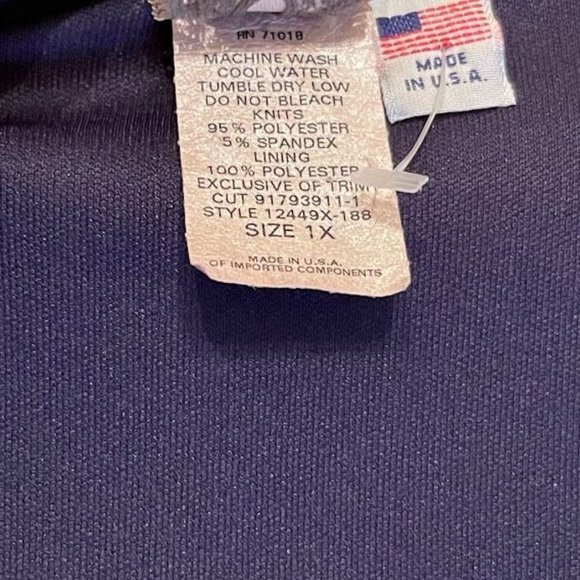 RN 71018
MACHINE WASH
COOL WATER
TUMBLE DRY LOW
DO NOT BLEACH
KNITS
95% POLYESTER
5% SPANDEX
LINING
100% POLYESTER
EXCLUSIVE OF TRIM
CUT 91793911-1
STYLE 12449X-188
SIZE 1X
MADE IN U.S.A.
OF IMPORTED COMPONENTS
MADE
IN U.S.A.